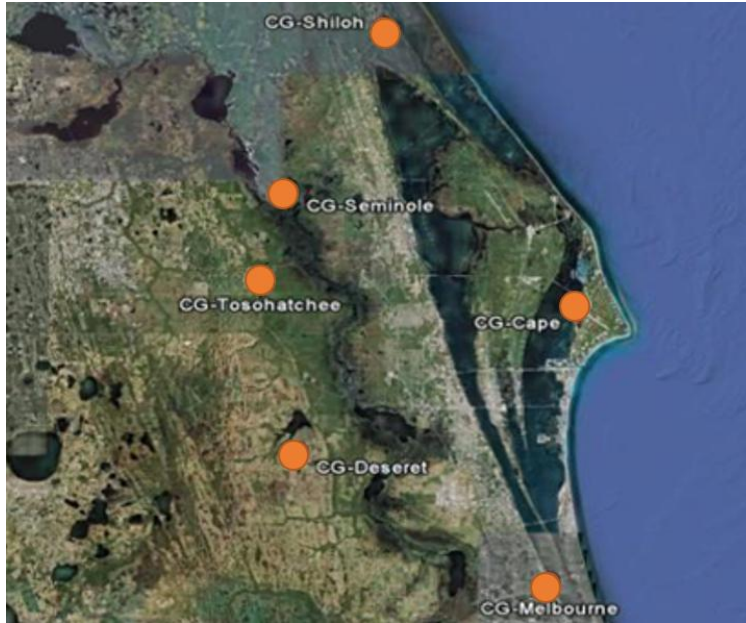 CG-Shiloh
CG-Seminole
CG-Tosohatchee
CG-Cape
CG-Deseret
CG-Melbourne